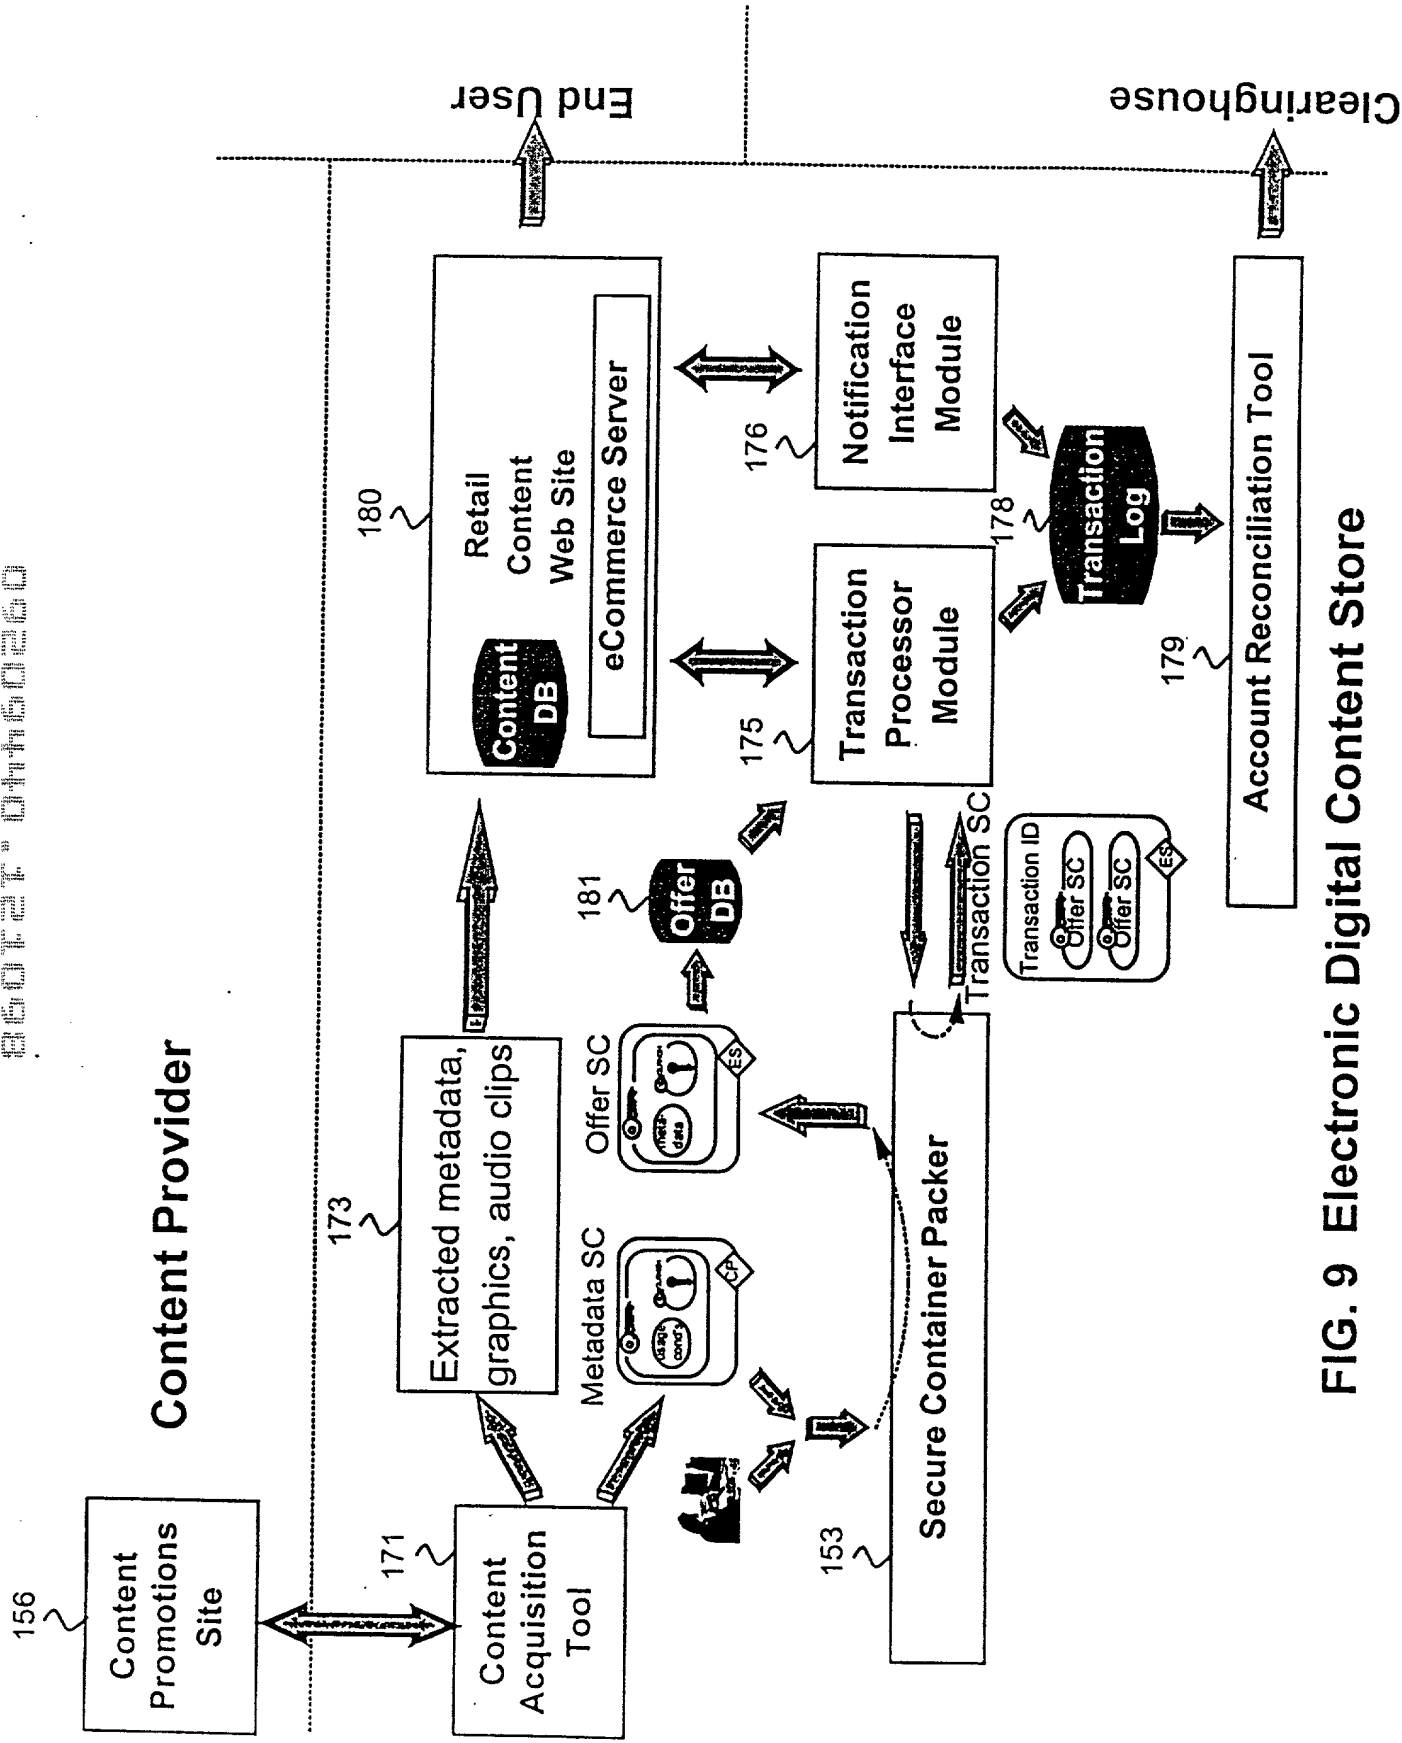 Content Provider
156
Content
Promotions
Site
171
Content
Acquisition
Tool
173
Extracted metadata,
graphics, audio clips
180
Retail
Content
Web Site
Content
DB
eCommerce Server
End User
Metadata SC
usage
cond's
CP
Offer SC
meta-
data
ES
181
Offer
DB
175
Transaction
Processor
Module
176
Notification
Interface
Module
153
Secure Container Packer
Transaction SC
Transaction ID
Offer SC
Offer SC
ES
178
Transaction
Log
179
Account Reconciliation Tool
Clearinghouse
FIG. 9 Electronic Digital Content Store